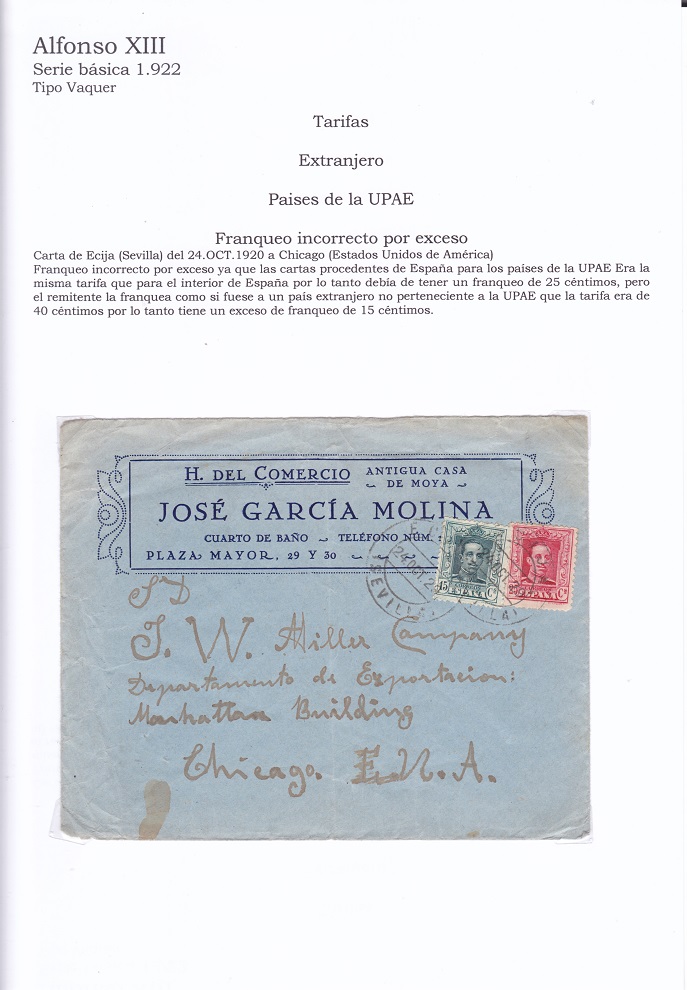 Alfonso XIII
Serie básica 1.922
Tipo Vaquer
Tarifas
Extranjero
Paises de la UPAE
Franqueo incorrecto por exceso
Carta de Ecija (Sevilla) del 24.OCT.1920 a Chicago (Estados Unidos de América)
Franqueo incorrecto por exceso ya que las cartas procedentes de España para los países de la UPAE Era la
misma tarifa que para el interior de España por lo tanto debía de tener un franqueo de 25 céntimos, pero
el remitente la franquea como si fuese a un país extranjero no perteneciente a la UPAE que la tarifa era de
40 céntimos por lo tanto tiene un exceso de franqueo de 15 céntimos.
H. DEL COMERCIO
ANTIGUA CASA
DE MOYA
JOSÉ GARCÍA MOLINA
CUARTO DE BAÑO TELÉFONO NÚM.
PLAZA MAYOR, 29 Y 30
SEVILLA
15 Cs
ESPAÑA
25 Cs
ESPAÑA
SD
J. W. Miller Company
Departamento de Exportacion:
Manhattan Building
Chicago. E.U.A.